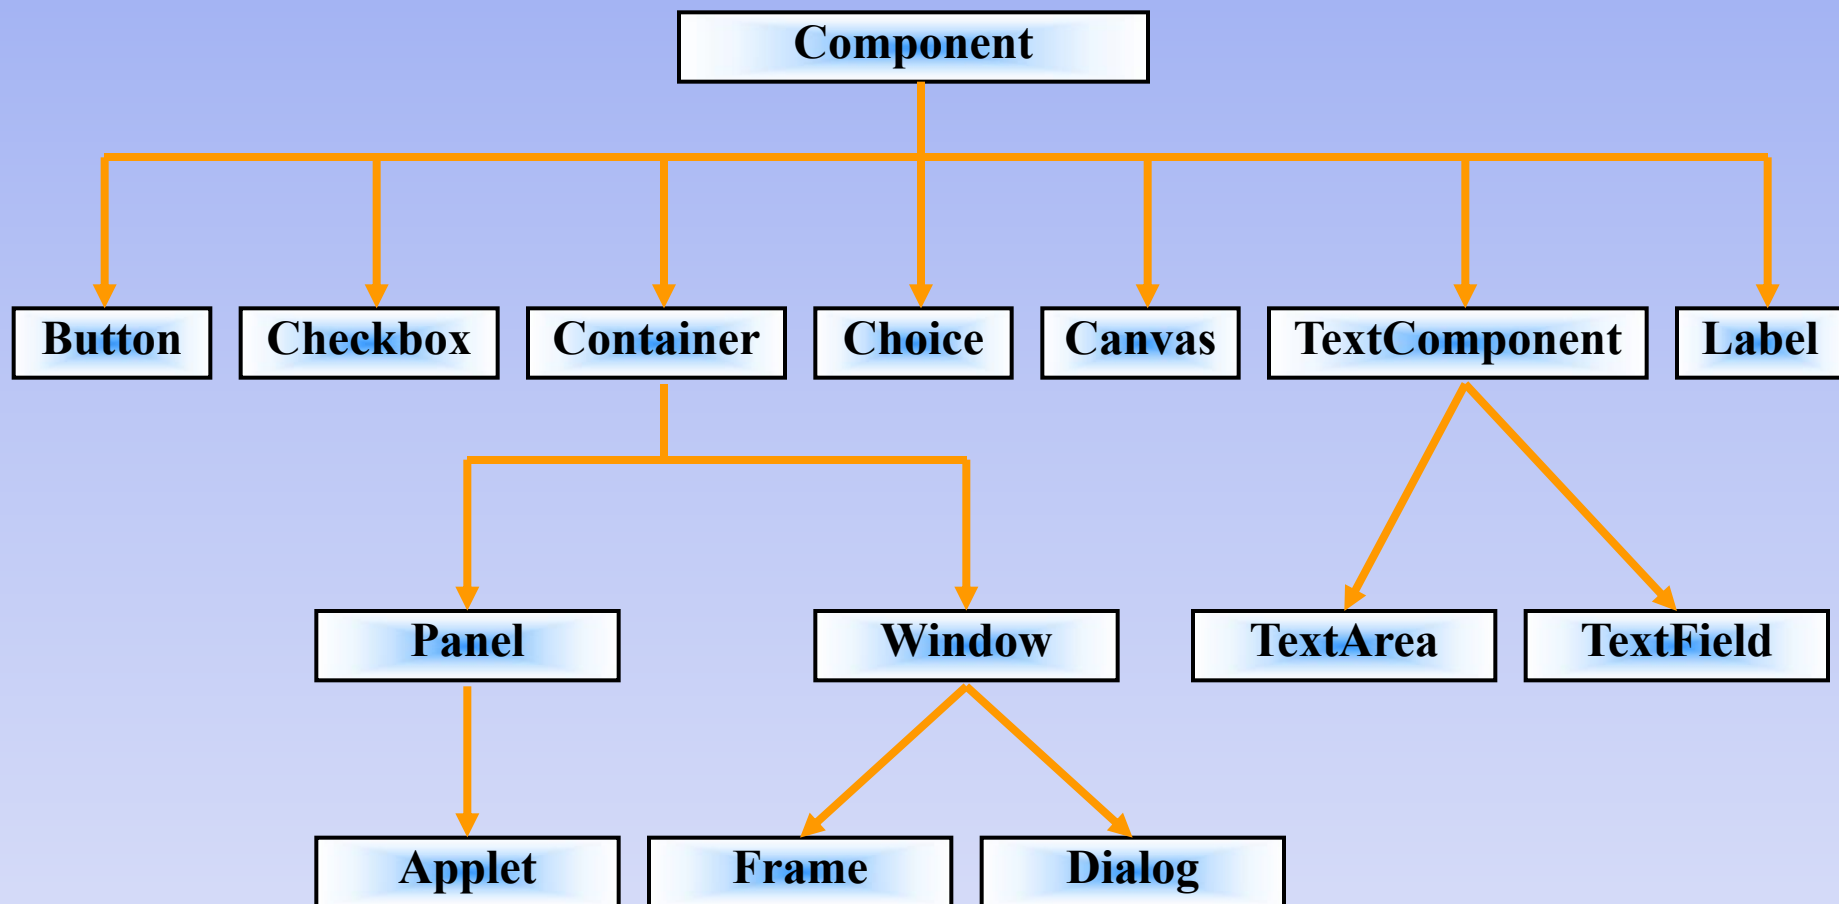 Component
Button Checkbox Container Choice Canvas TextComponent Label
Panel Window TextArea TextField
Applet Frame Dialog